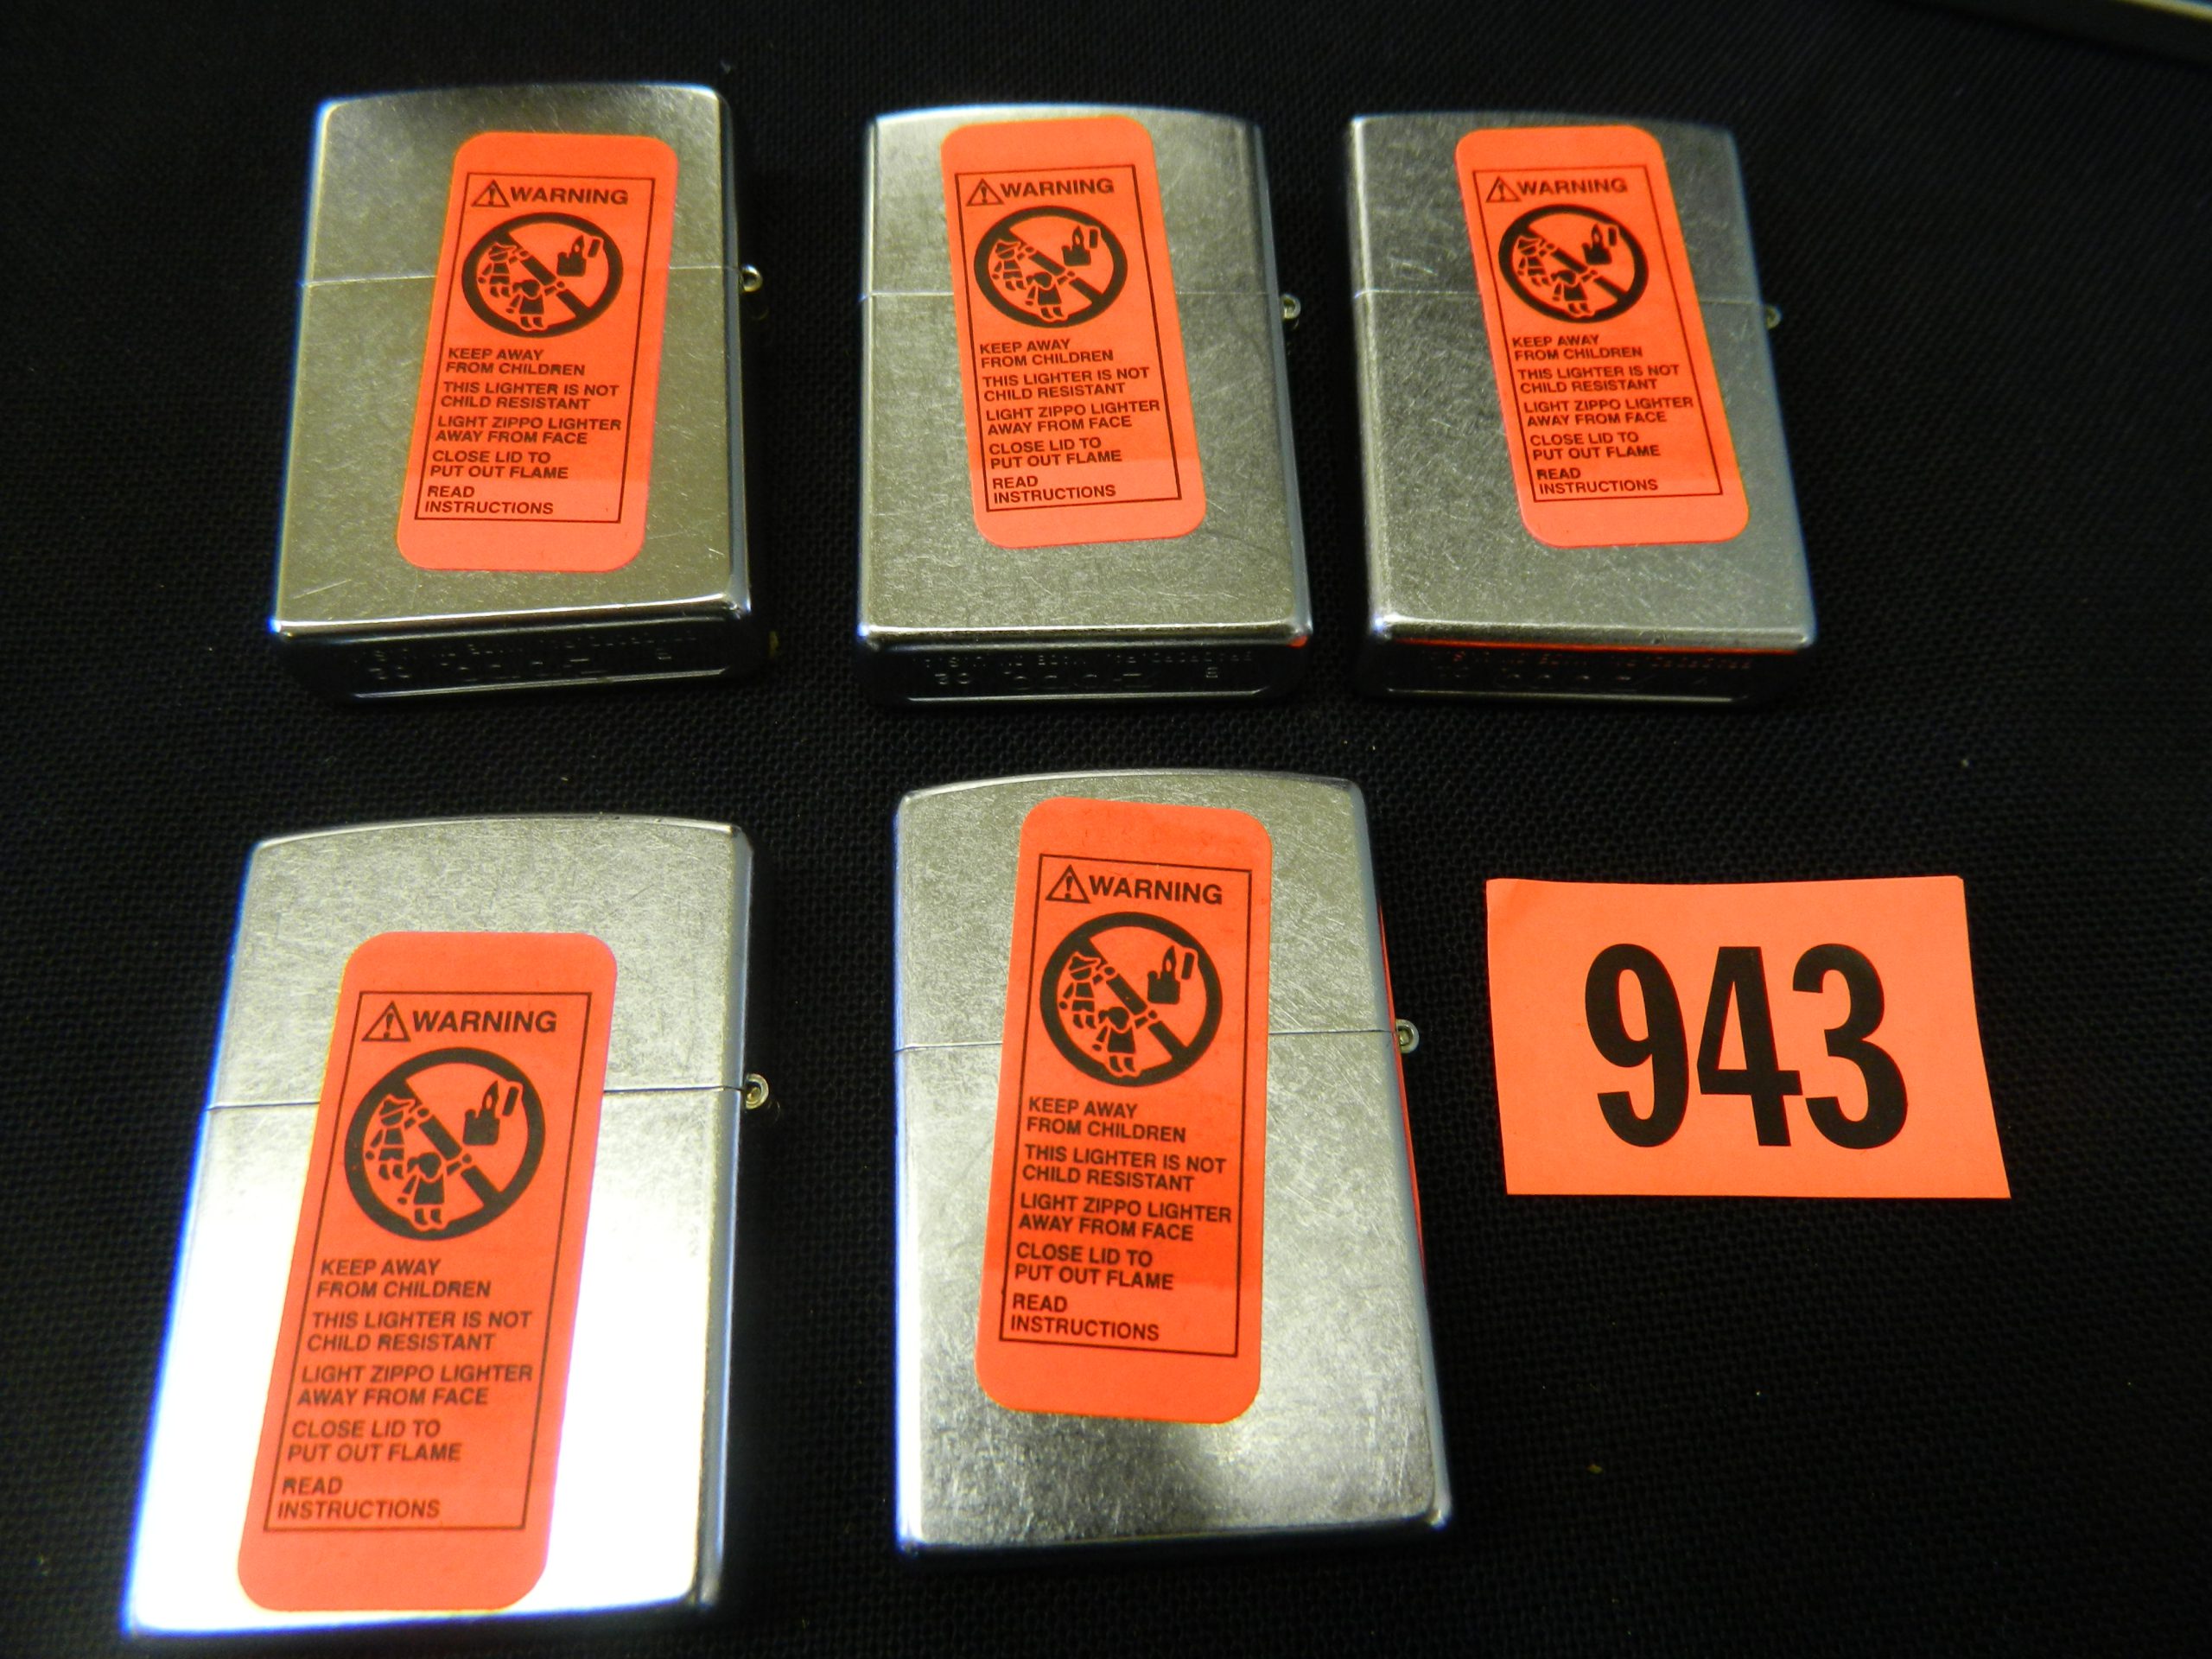 WARNING
KEEP AWAY
FROM CHILDREN
THIS LIGHTER IS NOT
CHILD RESISTANT
LIGHT ZIPPO LIGHTER
AWAY FROM FACE
CLOSE LID TO
PUT OUT FLAME
READ
INSTRUCTIONS
WARNING
KEEP AWAY
FROM CHILDREN
THIS LIGHTER IS NOT
CHILD RESISTANT
LIGHT ZIPPO LIGHTER
AWAY FROM FACE
CLOSE LID TO
PUT OUT FLAME
READ
INSTRUCTIONS
WARNING
KEEP AWAY
FROM CHILDREN
THIS LIGHTER IS NOT
CHILD RESISTANT
LIGHT ZIPPO LIGHTER
AWAY FROM FACE
CLOSE LID TO
PUT OUT FLAME
READ
INSTRUCTIONS
WARNING
KEEP AWAY
FROM CHILDREN
THIS LIGHTER IS NOT
CHILD RESISTANT
LIGHT ZIPPO LIGHTER
AWAY FROM FACE
CLOSE LID TO
PUT OUT FLAME
READ
INSTRUCTIONS
WARNING
KEEP AWAY
FROM CHILDREN
THIS LIGHTER IS NOT
CHILD RESISTANT
LIGHT ZIPPO LIGHTER
AWAY FROM FACE
CLOSE LID TO
PUT OUT FLAME
READ
INSTRUCTIONS
943